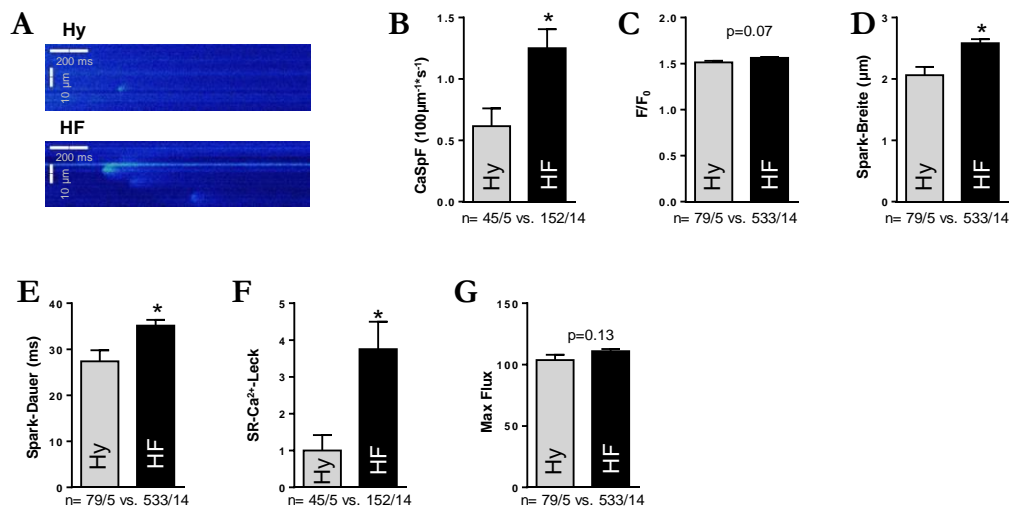 A
Hy
200 ms
10 µm
HF
200 ms
10 µm
B
*
CaSpF (100µm⁻¹*s⁻¹)
1.5
1.0
0.5
0.0
Hy
HF
n= 45/5 vs. 152/14
C
p=0.07
F/F₀
2.0
1.5
1.0
0.5
0.0
Hy
HF
n= 79/5 vs. 533/14
D
*
Spark-Breite (µm)
3
2
1
0
Hy
HF
n= 79/5 vs. 533/14
E
*
Spark-Dauer (ms)
40
30
20
10
0
Hy
HF
n= 79/5 vs. 533/14
F
*
SR-Ca²⁺-Leck
5
4
3
2
1
0
Hy
HF
n= 45/5 vs. 152/14
G
p=0.13
Max Flux
150
100
50
0
Hy
HF
n= 79/5 vs. 533/14